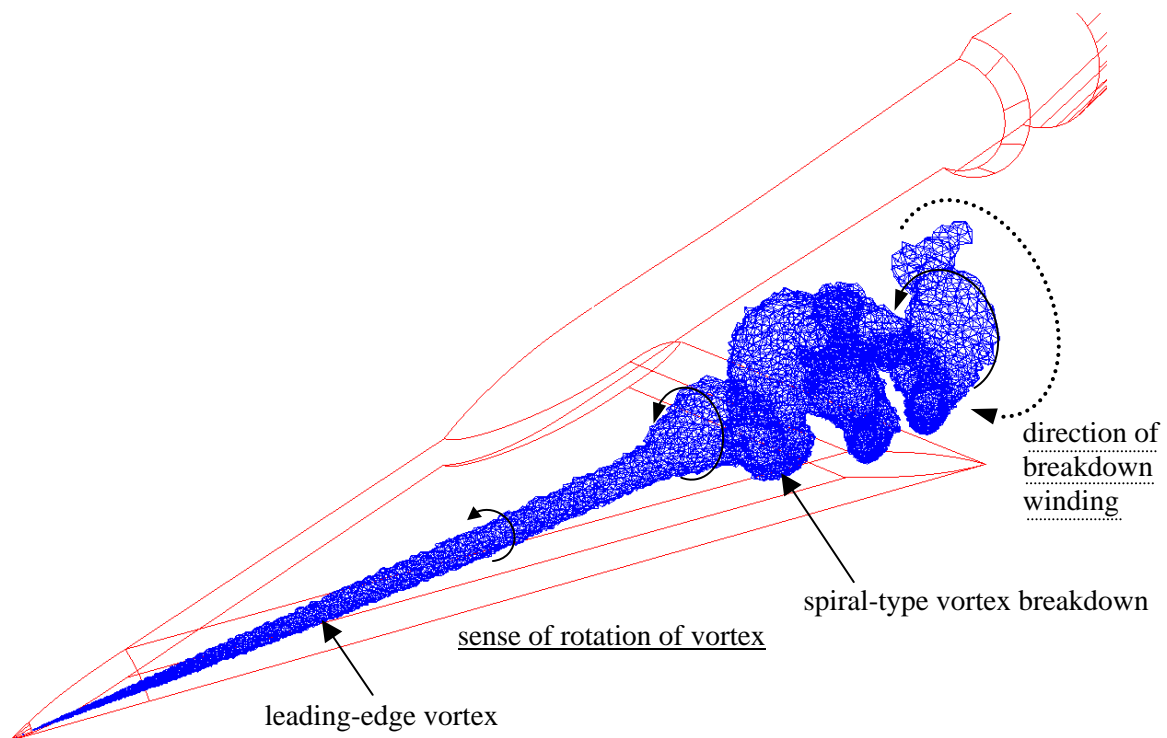 direction of
breakdown
winding
spiral-type vortex breakdown
sense of rotation of vortex
leading-edge vortex